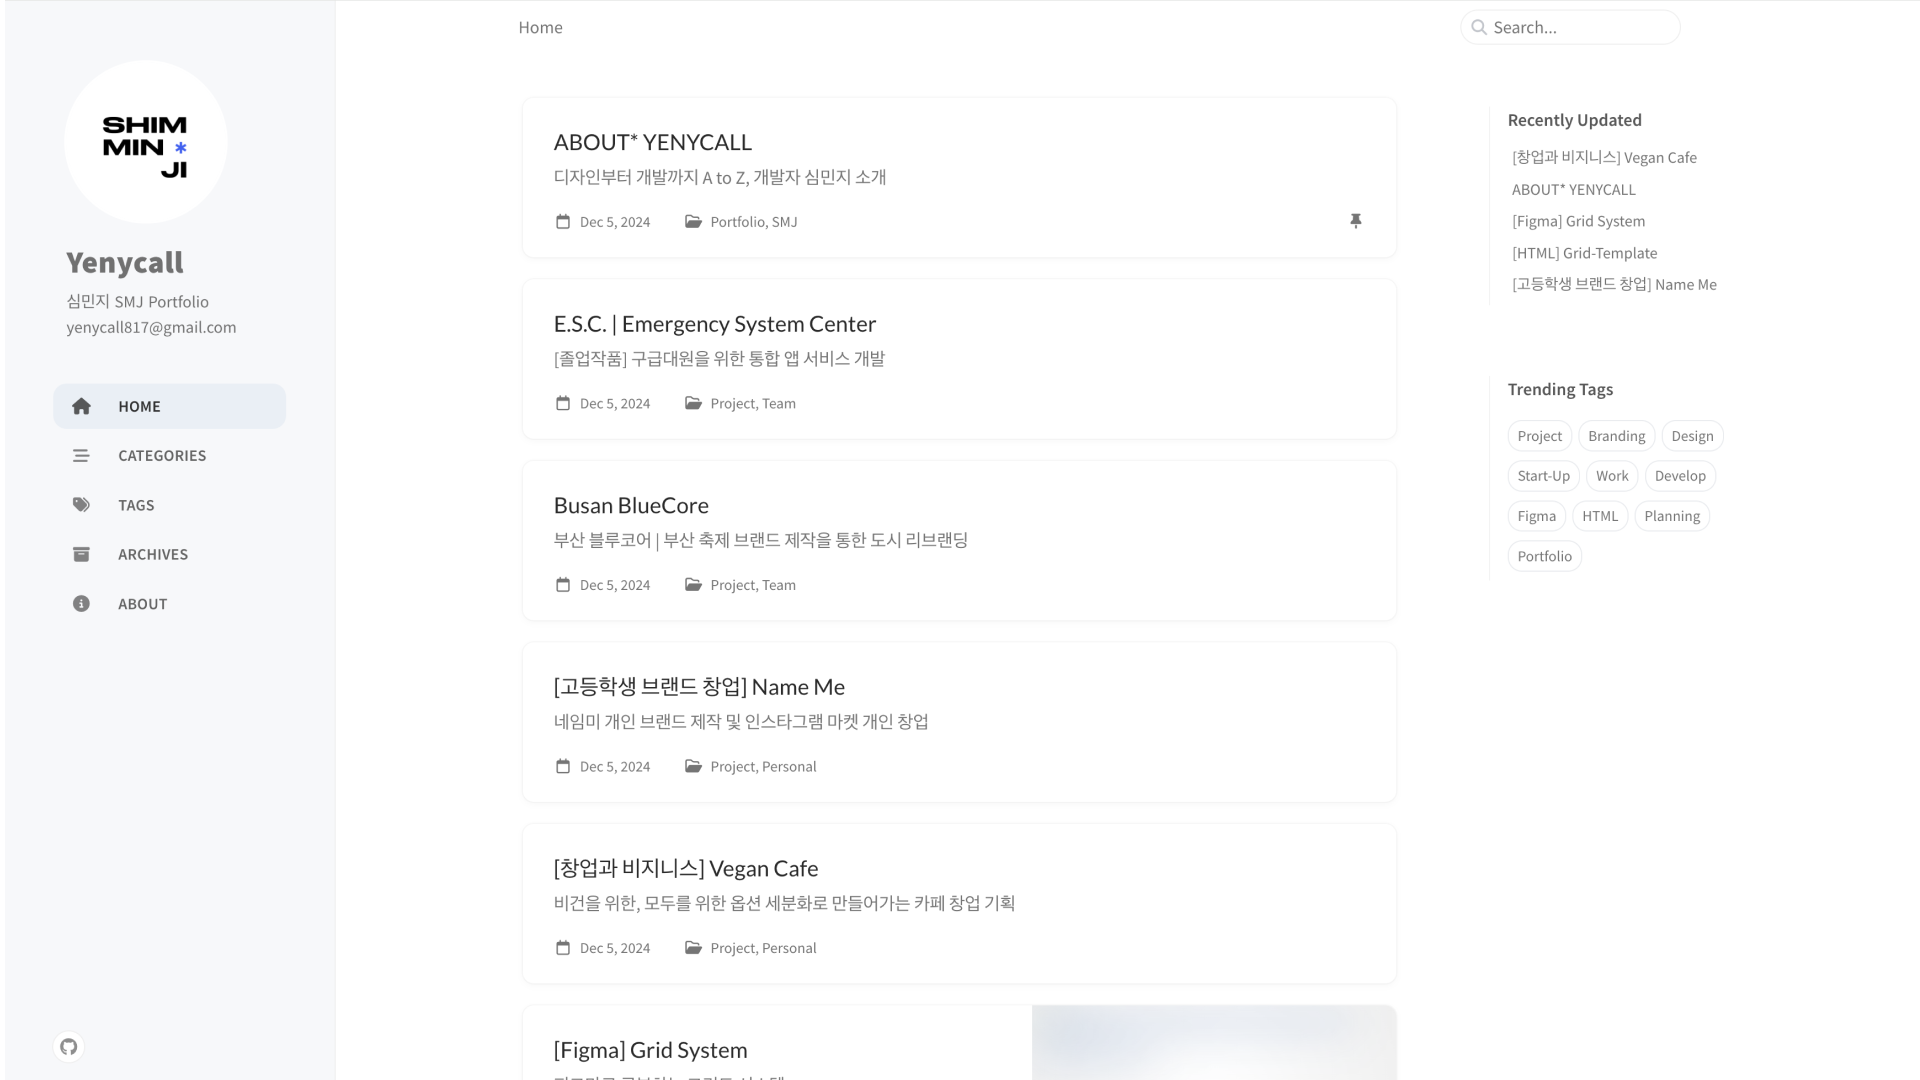 SHIM
MIN *
JI
Yenycall
심민지 SMJ Portfolio
yenycall817@gmail.com
HOME
CATEGORIES
TAGS
ARCHIVES
ABOUT
Home
Search...
ABOUT* YENYCALL
디자인부터 개발까지 A to Z, 개발자 심민지 소개
Dec 5, 2024 Portfolio, SMJ
E.S.C. | Emergency System Center
[졸업작품] 구급대원을 위한 통합 앱 서비스 개발
Dec 5, 2024 Project, Team
Busan BlueCore
부산 블루코어 | 부산 축제 브랜드 제작을 통한 도시 리브랜딩
Dec 5, 2024 Project, Team
[고등학생 브랜드 창업] Name Me
네임미 개인 브랜드 제작 및 인스타그램 마켓 개인 창업
Dec 5, 2024 Project, Personal
[창업과 비지니스] Vegan Cafe
비건을 위한, 모두를 위한 옵션 세분화로 만들어가는 카페 창업 기획
Dec 5, 2024 Project, Personal
[Figma] Grid System
Recently Updated
[창업과 비지니스] Vegan Cafe
ABOUT* YENYCALL
[Figma] Grid System
[HTML] Grid-Template
[고등학생 브랜드 창업] Name Me
Trending Tags
Project Branding Design
Start-Up Work Develop
Figma HTML Planning
Portfolio